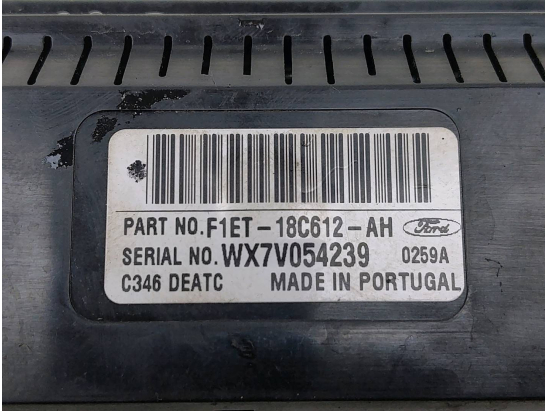 PART NO. F1ET-18C612-AH Ford
SERIAL NO. WX7V054239 0259A
C346 DEATC MADE IN PORTUGAL